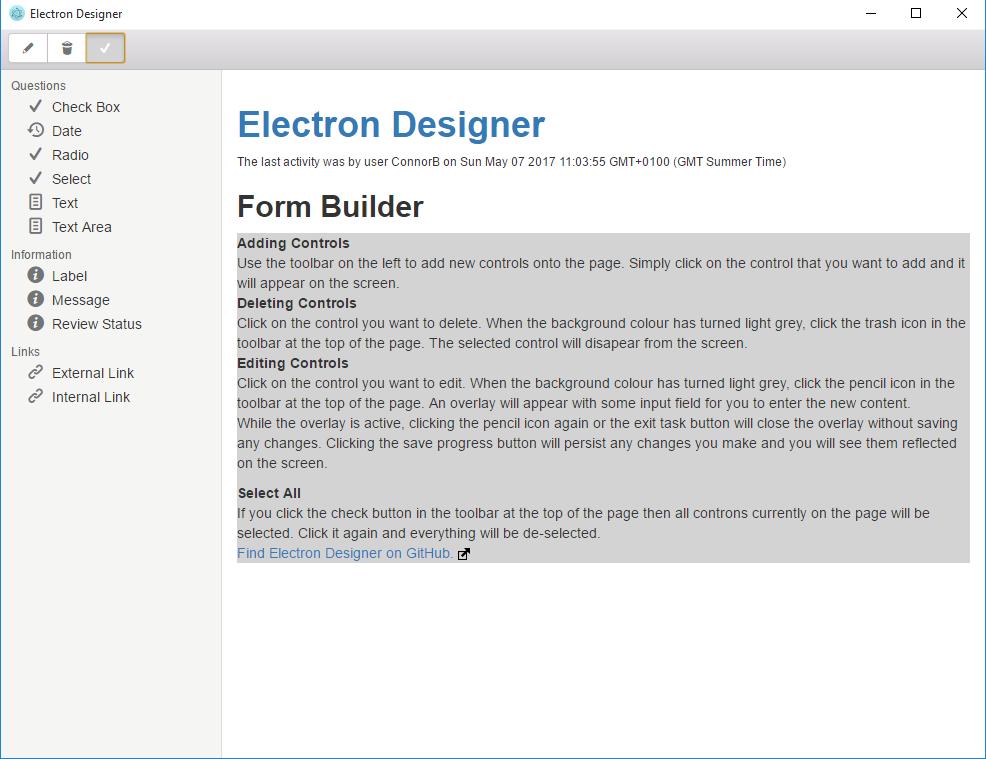 Electron Designer
Questions
Check Box
Date
Radio
Select
Text
Text Area
Information
Label
Message
Review Status
Links
External Link
Internal Link
Electron Designer
The last activity was by user ConnorB on Sun May 07 2017 11:03:55 GMT+0100 (GMT Summer Time)
Form Builder
Adding Controls
Use the toolbar on the left to add new controls onto the page. Simply click on the control that you want to add and it
will appear on the screen.
Deleting Controls
Click on the control you want to delete. When the background colour has turned light grey, click the trash icon in the
toolbar at the top of the page. The selected control will disapear from the screen.
Editing Controls
Click on the control you want to edit. When the background colour has turned light grey, click the pencil icon in the
toolbar at the top of the page. An overlay will appear with some input field for you to enter the new content.
While the overlay is active, clicking the pencil icon again or the exit task button will close the overlay without saving
any changes. Clicking the save progress button will persist any changes you make and you will see them reflected
on the screen.
Select All
If you click the check button in the toolbar at the top of the page then all controns currently on the page will be
selected. Click it again and everything will be de-selected.
Find Electron Designer on GitHub.